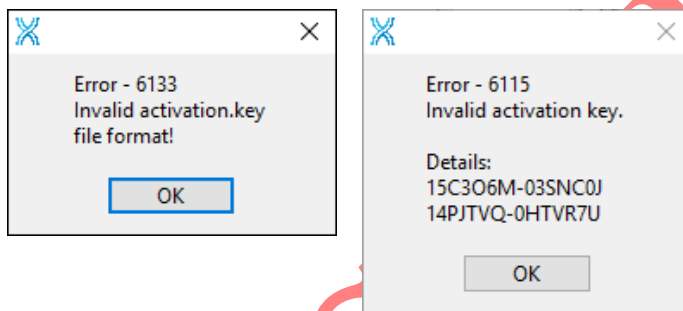 Error - 6133
Invalid activation.key
file format!
OK
Error - 6115
Invalid activation key.
Details:
15C3O6M-03SNC0J
14PJTVQ-0HTVR7U
OK